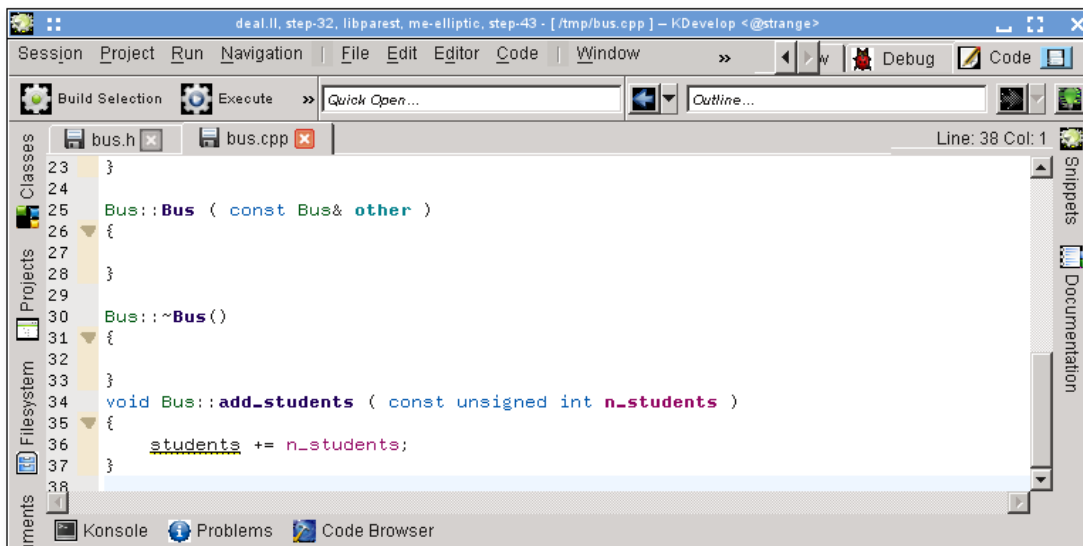 deal.II, step-32, libparest, me-elliptic, step-43 - [ /tmp/bus.cpp ] – KDevelop <@strange>
Session Project Run Navigation | File Edit Editor Code | Window » Debug Code
Build Selection Execute » Quick Open... Outline...
bus.h bus.cpp Line: 38 Col: 1
Classes
Projects
Filesystem
23 }
24
25 Bus::Bus ( const Bus& other )
26 {
27
28 }
29
30 Bus::~Bus()
31 {
32
33 }
34 void Bus::add_students ( const unsigned int n_students )
35 {
36 students += n_students;
37 }
38
Snippets
Documentation
Konsole Problems Code Browser